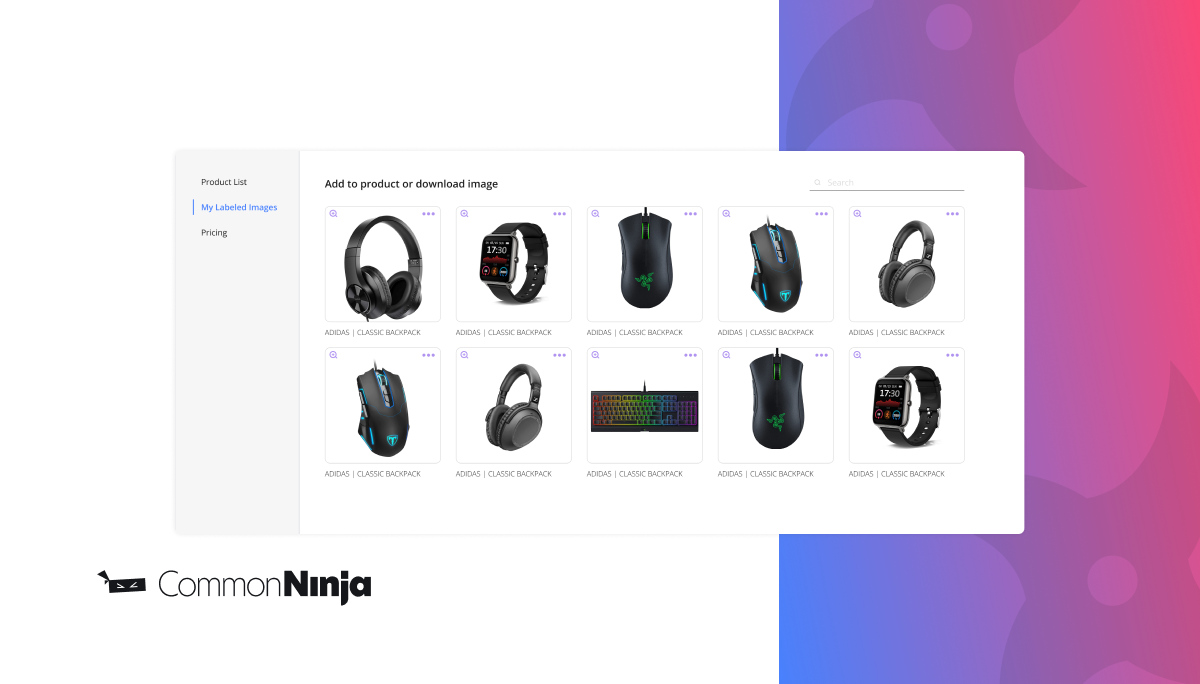 Product List
My Labeled Images
Pricing
Add to product or download image
Search
17:30
ADIDAS | CLASSIC BACKPACK
ADIDAS | CLASSIC BACKPACK
ADIDAS | CLASSIC BACKPACK
ADIDAS | CLASSIC BACKPACK
ADIDAS | CLASSIC BACKPACK
17:30
ADIDAS | CLASSIC BACKPACK
ADIDAS | CLASSIC BACKPACK
ADIDAS | CLASSIC BACKPACK
ADIDAS | CLASSIC BACKPACK
ADIDAS | CLASSIC BACKPACK
CommonNinja